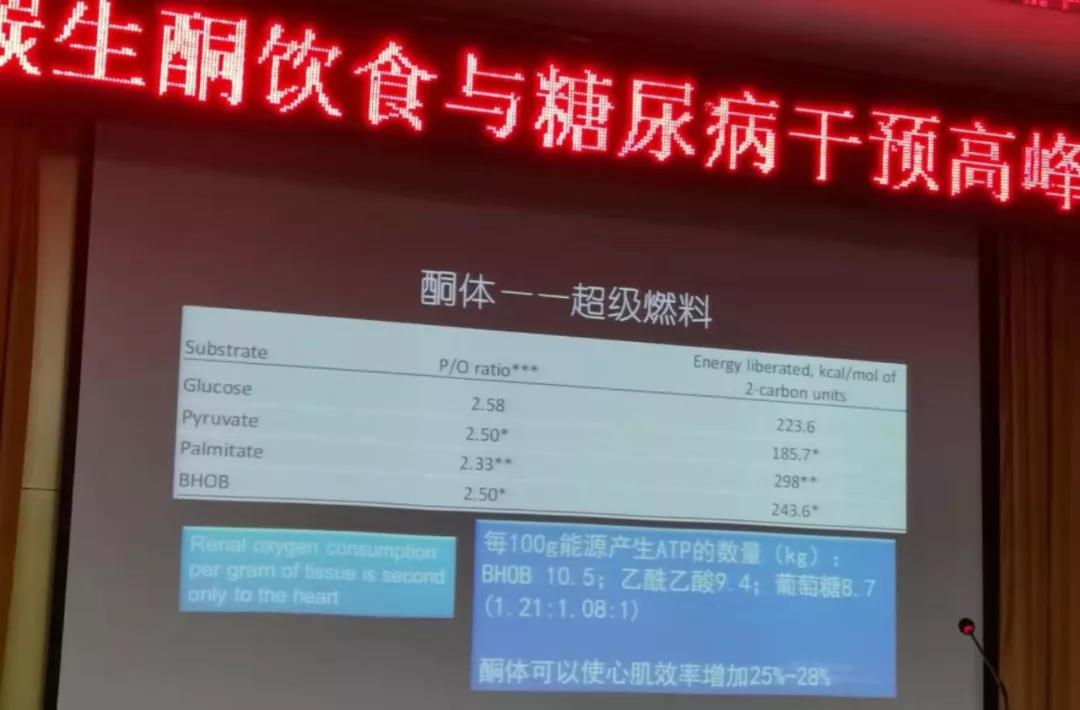 碳生酮饮食与糖尿病干预高峰
酮体——超级燃料
Substrate P/O ratio*** Energy liberated, kcal/mol of
2-carbon units
Glucose 2.58 223.6
Pyruvate 2.50* 185.7*
Palmitate 2.33** 298**
BHOB 2.50* 243.6*
Renal oxygen consumption
per gram of tissue is second
only to the heart
每100g能源产生ATP的数量（kg）：
BHOB 10.5；乙酰乙酸9.4；葡萄糖8.7
(1.21:1.08:1)
酮体可以使心肌效率增加25%-28%